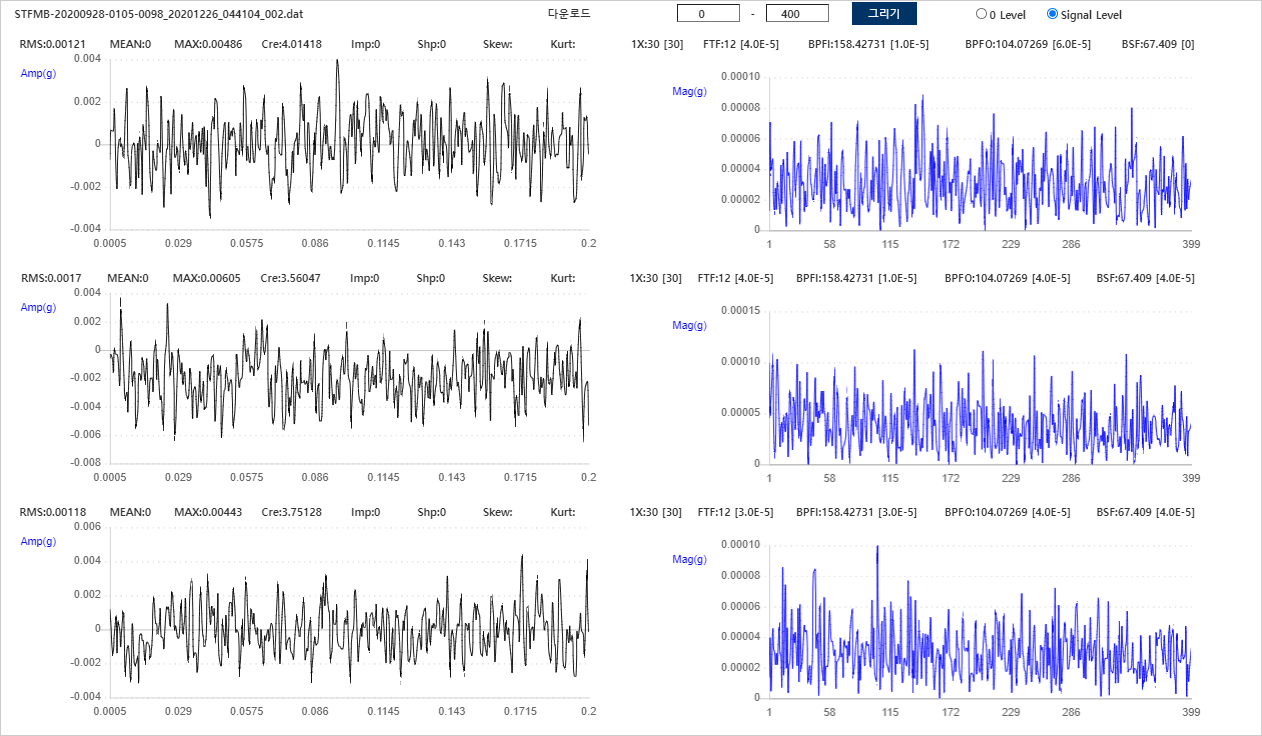 STFMB-20200928-0105-0098_20201226_044104_002.dat 다운로드 0 - 400 그리기 0 Level Signal Level
RMS:0.00121 MEAN:0 MAX:0.00486 Cre:4.01418 Imp:0 Shp:0 Skew: Kurt:
Amp(g)
0.004
0.002
0
-0.002
-0.004
0.0005 0.029 0.0575 0.086 0.1145 0.143 0.1715 0.2
1X:30 [30] FTF:12 [4.0E-5] BPFI:158.42731 [1.0E-5] BPFO:104.07269 [6.0E-5] BSF:67.409 [0]
Mag(g)
0.00010
0.00008
0.00006
0.00004
0.00002
0
1 58 115 172 229 286 399
RMS:0.0017 MEAN:0 MAX:0.00605 Cre:3.56047 Imp:0 Shp:0 Skew: Kurt:
Amp(g)
0.004
0.002
0
-0.002
-0.004
-0.006
-0.008
0.0005 0.029 0.0575 0.086 0.1145 0.143 0.1715 0.2
1X:30 [30] FTF:12 [4.0E-5] BPFI:158.42731 [1.0E-5] BPFO:104.07269 [4.0E-5] BSF:67.409 [4.0E-5]
Mag(g)
0.00015
0.00010
0.00005
0
1 58 115 172 229 286 399
RMS:0.00118 MEAN:0 MAX:0.00443 Cre:3.75128 Imp:0 Shp:0 Skew: Kurt:
Amp(g)
0.006
0.004
0.002
0
-0.002
-0.004
0.0005 0.029 0.0575 0.086 0.1145 0.143 0.1715 0.2
1X:30 [30] FTF:12 [3.0E-5] BPFI:158.42731 [3.0E-5] BPFO:104.07269 [4.0E-5] BSF:67.409 [4.0E-5]
Mag(g)
0.00010
0.00008
0.00006
0.00004
0.00002
0
1 58 115 172 229 286 399